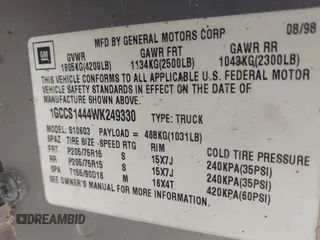 GM
MFD BY GENERAL MOTORS CORP 08/98
GVWR GAWR FRT GAWR RR
1905KG(4200LB) 1134KG(2500LB) 1043KG(2300LB)
THIS VEHICLE CONFORMS TO ALL APPLICABLE U.S. FEDERAL MOTOR
VEHICLE SAFETY STANDARDS IN EFFECT ON THE DATE OF
MANUFACTURE SHOWN ABOVE.
1GCCS1444WK249330 TYPE: TRUCK
MODEL: S10603 PAYLOAD = 468KG(1031LB)
TIRE SIZE SPEED RTG RIM COLD TIRE PRESSURE
FRT P205/75R15 S 15X7J 240KPA(35PSI)
RR P205/75R15 S 15X7J 240KPA(35PSI)
SPA T155/90D16 M 16X4T 420KPA(60PSI)
SEE OWNER'S MANUAL FOR MORE INFORMATION.
DREAMBID